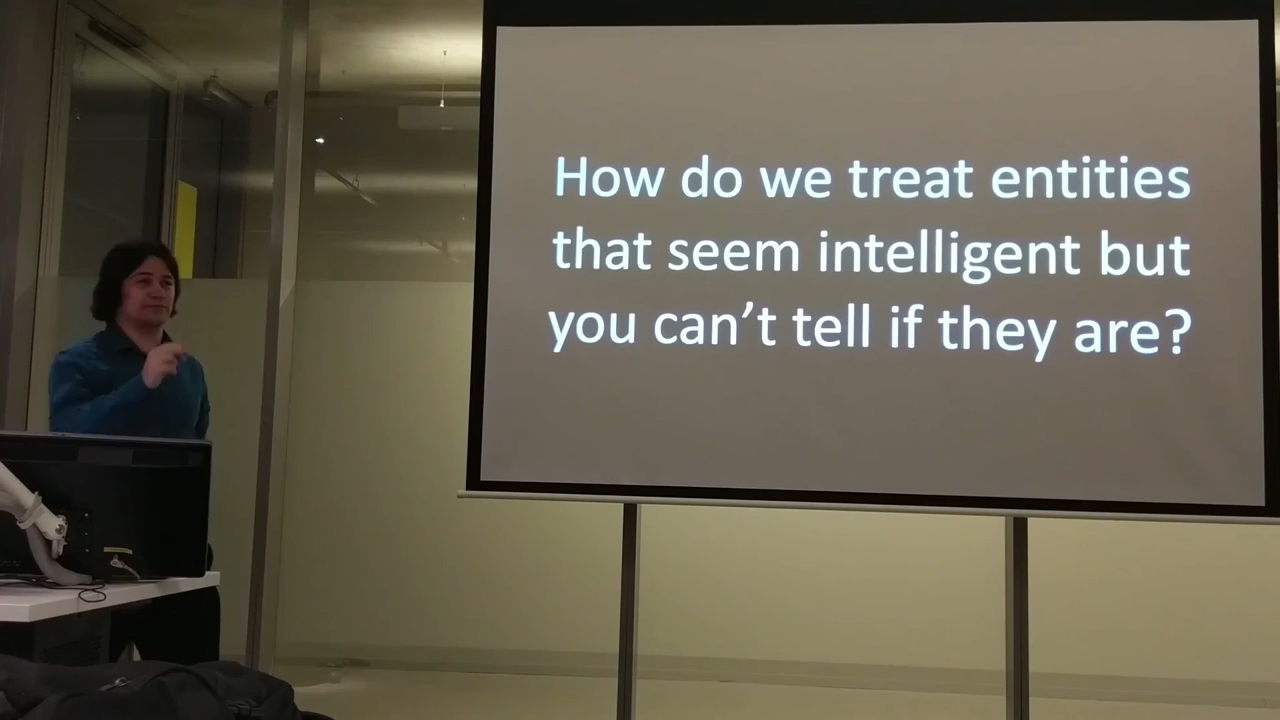 How do we treat entities
that seem intelligent but
you can’t tell if they are?